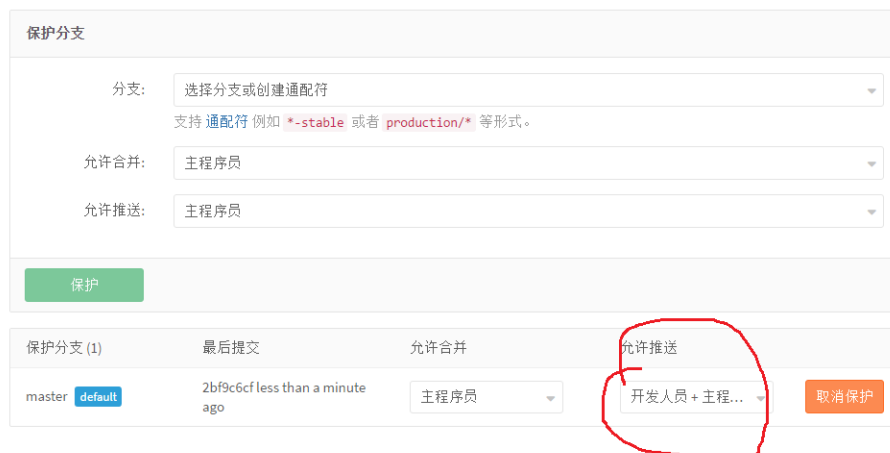 保护分支
分支: 选择分支或创建通配符
支持 通配符 例如 *-stable 或者 production/* 等形式。
允许合并: 主程序员
允许推送: 主程序员
保护
保护分支 (1) 最后提交 允许合并 允许推送
master default 2bf9c6cf less than a minute ago 主程序员 开发人员 + 主程... 取消保护